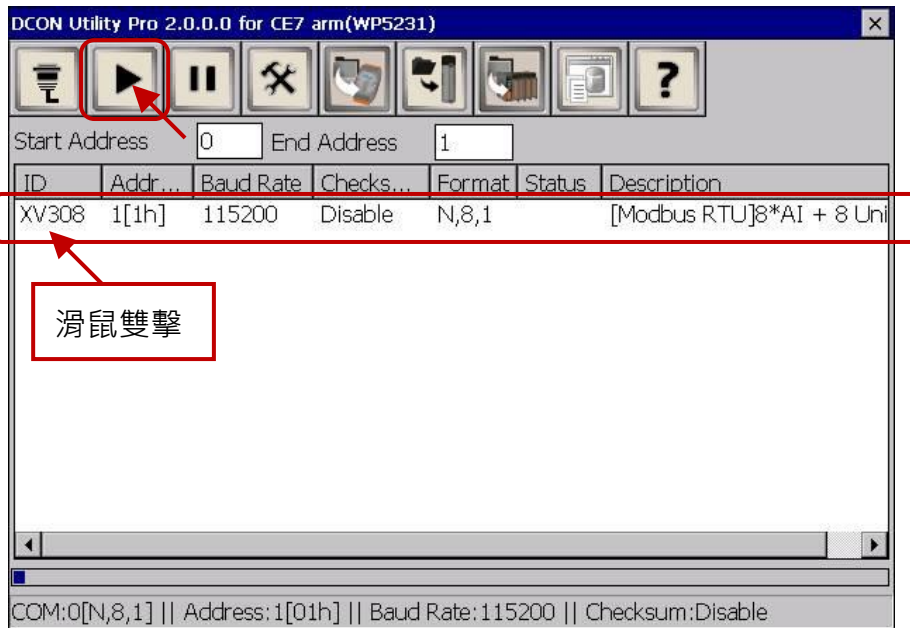 DCON Utility Pro 2.0.0.0 for CE7 arm(WP5231)
Start Address 0 End Address 1
ID Addr... Baud Rate Checks... Format Status Description
XV308 1[1h] 115200 Disable N,8,1 [Modbus RTU]8*AI + 8 Uni
滑鼠雙擊
COM:0[N,8,1] || Address:1[01h] || Baud Rate:115200 || Checksum:Disable